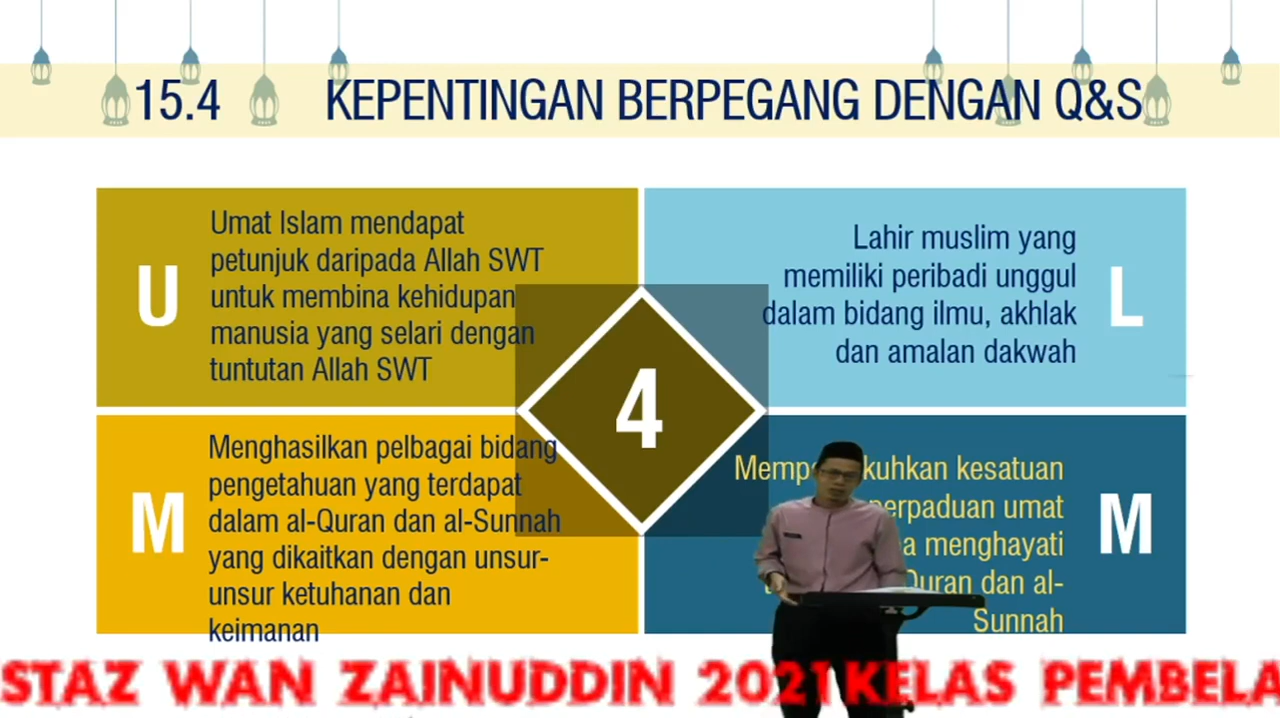 15.4 KEPENTINGAN BERPEGANG DENGAN Q&S
U
Umat Islam mendapat
petunjuk daripada Allah SWT
untuk membina kehidupan
manusia yang selari dengan
tuntutan Allah SWT
Lahir muslim yang
memiliki peribadi unggul
dalam bidang ilmu, akhlak
dan amalan dakwah
L
4
M
Menghasilkan pelbagai bidang
pengetahuan yang terdapat
dalam al-Quran dan al-Sunnah
yang dikaitkan dengan unsur-
unsur ketuhanan dan
keimanan
kesatuan
umat
menghayati
Quran dan al-
Sunnah
M
STAZ WAN ZAINUDDIN 2021 KELAS PEMBELA